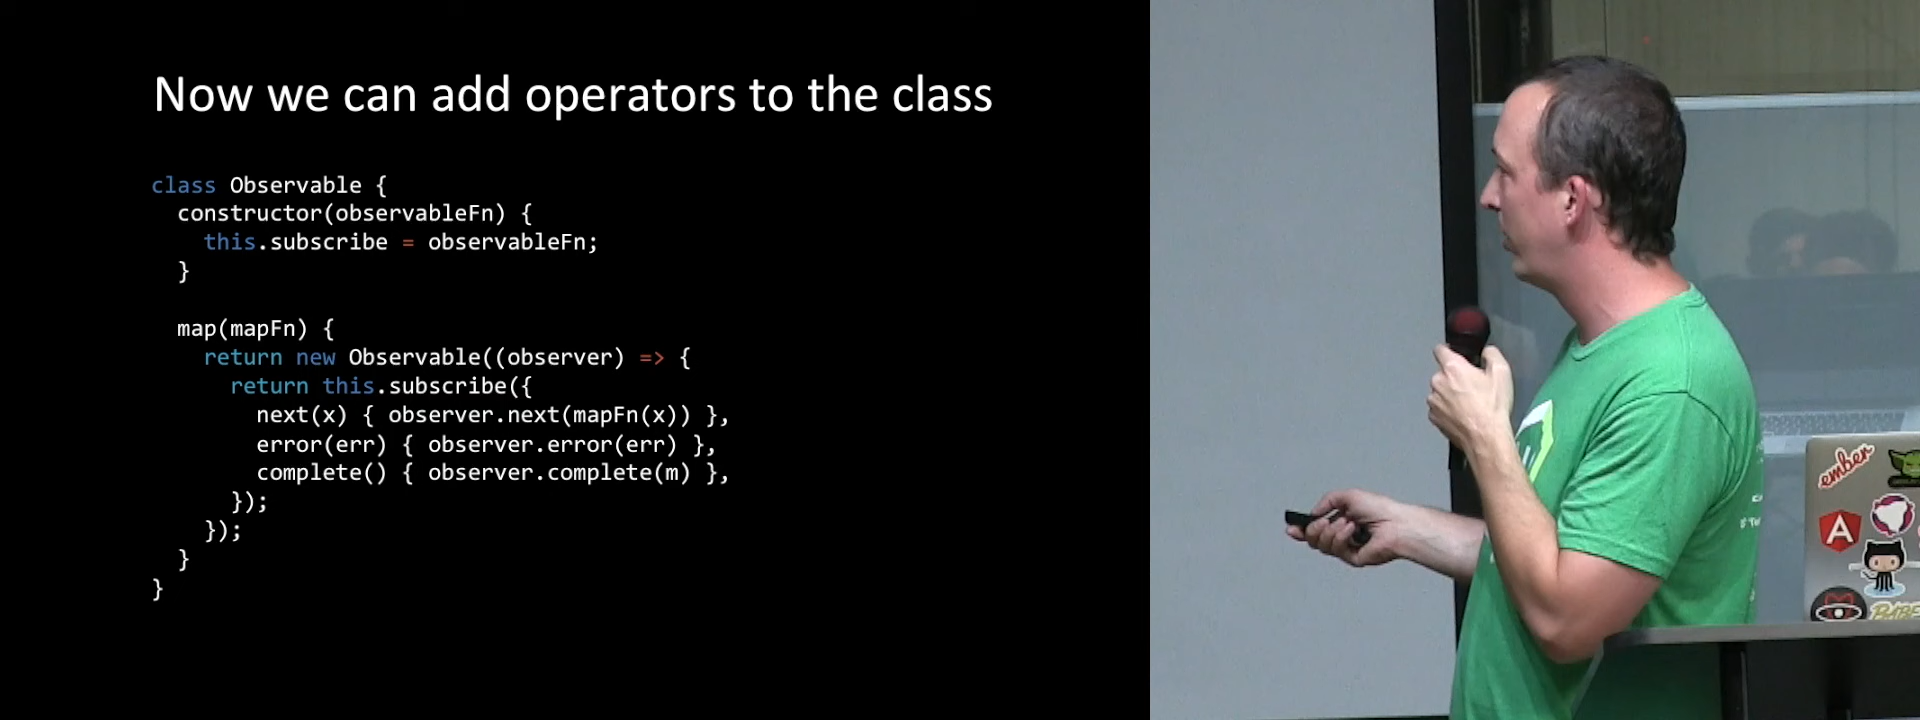 Now we can add operators to the class
class Observable {
  constructor(observableFn) {
    this.subscribe = observableFn;
  }

  map(mapFn) {
    return new Observable((observer) => {
      return this.subscribe({
        next(x) { observer.next(mapFn(x)) },
        error(err) { observer.error(err) },
        complete() { observer.complete(m) },
      });
    });
  }
}
ember
A